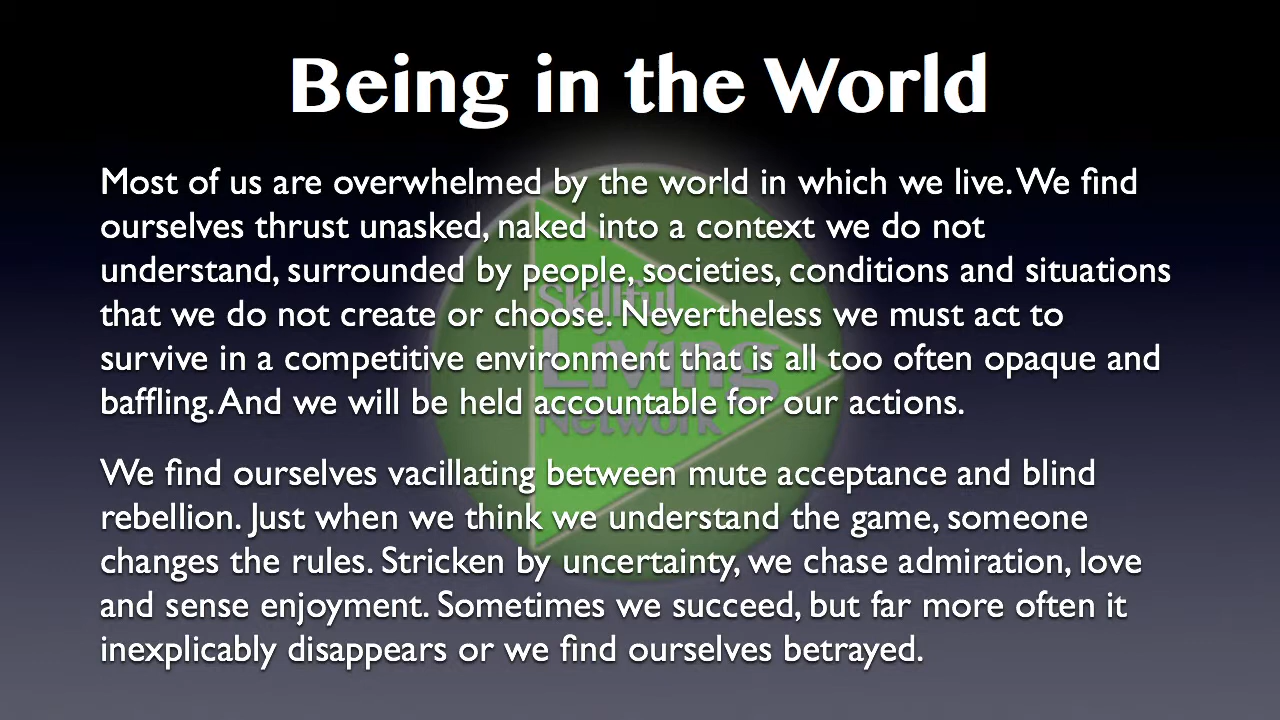 Being in the World
Most of us are overwhelmed by the world in which we live. We find
ourselves thrust unasked, naked into a context we do not
understand, surrounded by people, societies, conditions and situations
that we do not create or choose. Nevertheless we must act to
survive in a competitive environment that is all too often opaque and
baffling. And we will be held accountable for our actions.
We find ourselves vacillating between mute acceptance and blind
rebellion. Just when we think we understand the game, someone
changes the rules. Stricken by uncertainty, we chase admiration, love
and sense enjoyment. Sometimes we succeed, but far more often it
inexplicably disappears or we find ourselves betrayed.
Skillful
Living
Network